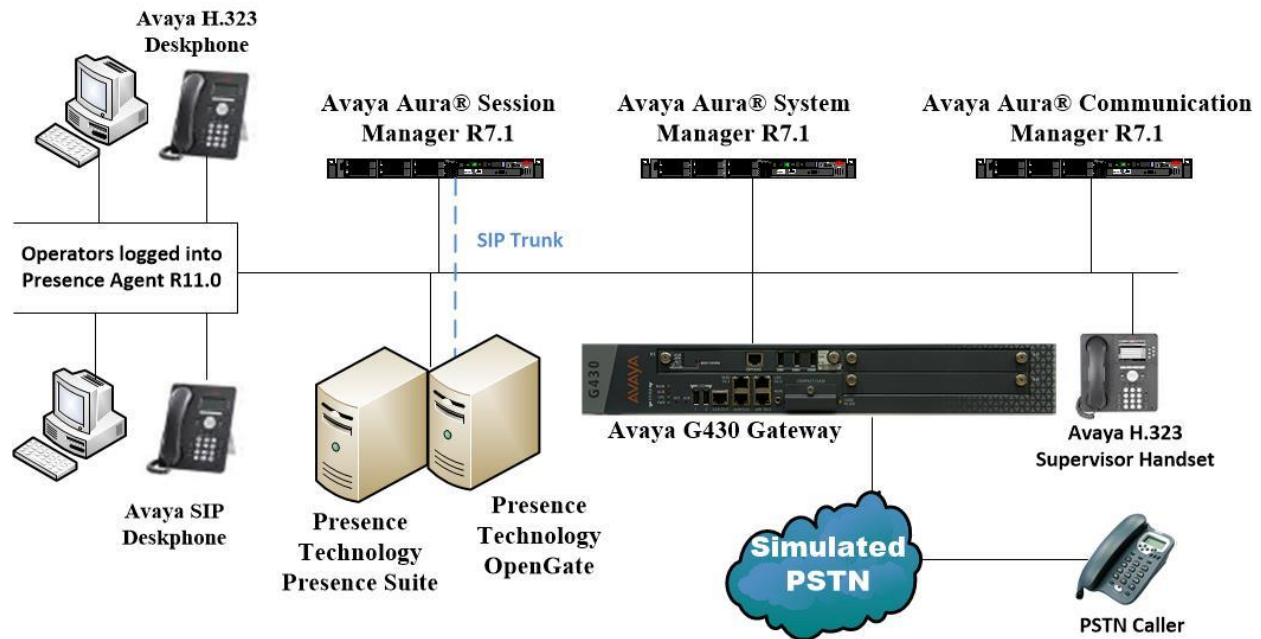 Avaya H.323
Deskphone
Avaya Aura® Session
Manager R7.1
Avaya Aura® System
Manager R7.1
Avaya Aura® Communication
Manager R7.1
SIP Trunk
Operators logged into
Presence Agent R11.0
G430
AVAYA
Avaya G430 Gateway
Avaya H.323
Supervisor Handset
Avaya SIP
Deskphone
Presence
Technology
Presence Suite
Presence
Technology
OpenGate
Simulated
PSTN
PSTN Caller